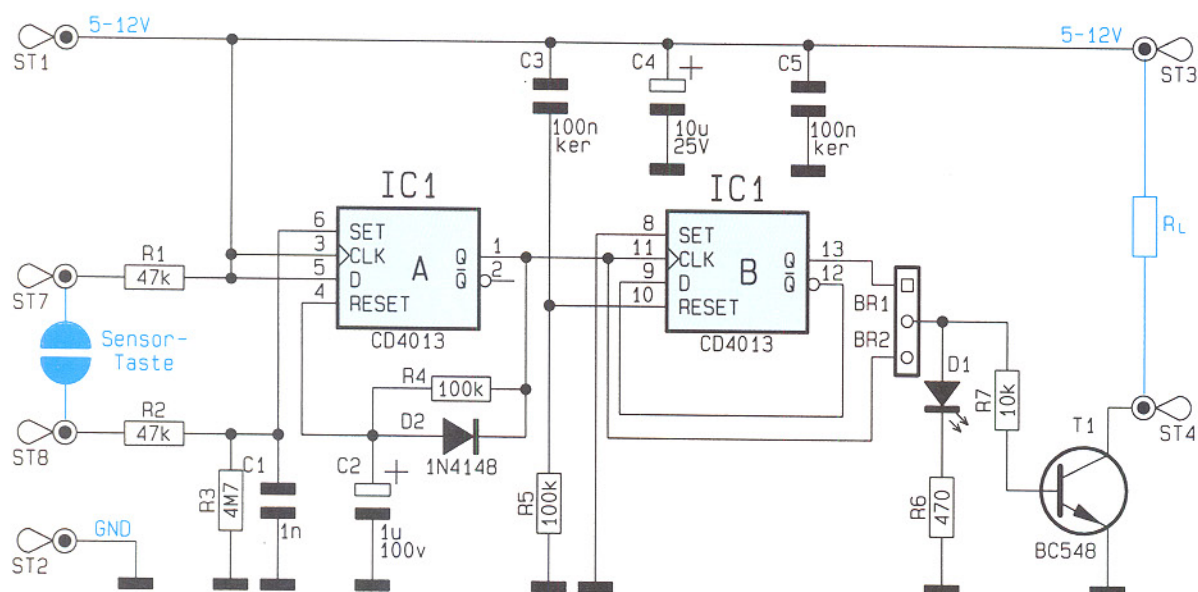 5-12V
5-12V
ST1
ST3
C3
C4
+
C5
100n
ker
10u
25V
100n
ker
IC1
IC1
6
SET
3
CLK
5
D
4
RESET
A
Q
1
Q
2
CD4013
8
SET
11
CLK
9
D
10
RESET
B
Q
13
Q
12
CD4013
RL
R1
47k
ST7
Sensor-
Taste
BR1
BR2
R4
100k
D2
1N4148
D1
R7
10k
R2
47k
ST8
ST4
T1
R3
4M7
C1
1n
C2
+
1u
100v
R5
100k
R6
470
BC548
GND
ST2